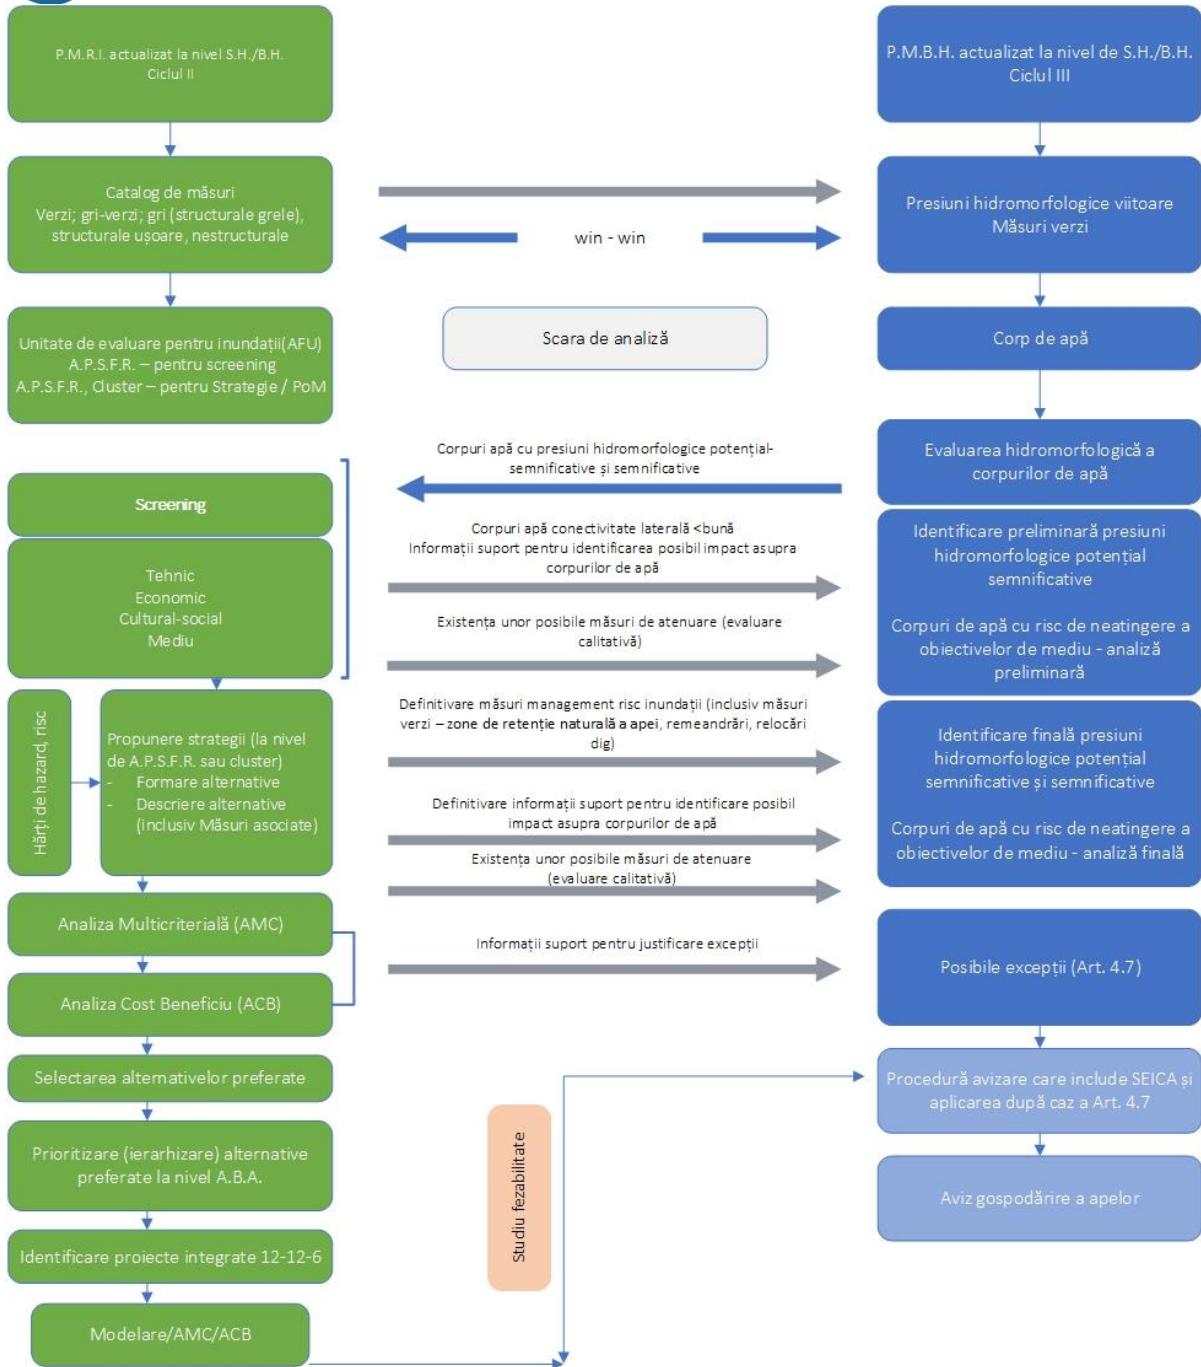 P.M.R.I. actualizat la nivel S.H./B.H.
Ciclul II
P.M.B.H. actualizat la nivel de S.H./B.H.
Ciclul III
Catalog de măsuri
Verzi; gri-verzi; gri (structurale grele),
structurale ușoare, nestructurale
win - win
Presiuni hidromorfologice viitoare
Măsuri verzi
Unitate de evaluare pentru inundații(AFU)
A.P.S.F.R. – pentru screening
A.P.S.F.R., Cluster – pentru Strategie / PoM
Scara de analiză
Corp de apă
Corpuri apă cu presiuni hidromorfologice potențial-
semnificative și semnificative
Evaluarea hidromorfologică a
corpurilor de apă
Screening
Tehnic
Economic
Cultural-social
Mediu
Corpuri apă conectivitate laterală <bună
Informații suport pentru identificarea posibil impact asupra
corpurilor de apă
Existența unor posibile măsuri de atenuare (evaluare
calitativă)
Identificare preliminară presiuni
hidromorfologice potențial
semnificative
Corpuri de apă cu risc de neatingere a
obiectivelor de mediu - analiză
preliminară
Hărți de hazard, risc
Propunere strategii (la nivel
de A.P.S.F.R. sau cluster)
- Formare alternative
- Descriere alternative
(inclusiv Măsuri asociate)
Definitivare măsuri management risc inundații (inclusiv măsuri
verzi – zone de retenție naturală a apei, remeandrări, relocări
dig)
Definitivare informații suport pentru identificare posibil
impact asupra corpurilor de apă
Existența unor posibile măsuri de atenuare
(evaluare calitativă)
Identificare finală presiuni
hidromorfologice potențial
semnificative și semnificative
Corpuri de apă cu risc de neatingere a
obiectivelor de mediu - analiză finală
Analiza Multicriterială (AMC)
Analiza Cost Beneficiu (ACB)
Informații suport pentru justificare excepții
Posibile excepții (Art. 4.7)
Selectarea alternativelor preferate
Prioritizare (ierarhizare) alternative
preferate la nivel A.B.A.
Identificare proiecte integrate 12-12-6
Modelare/AMC/ACB
Studiu fezabilitate
Procedură avizare care include SEICA și
aplicarea după caz a Art. 4.7
Aviz gospodărire a apelor